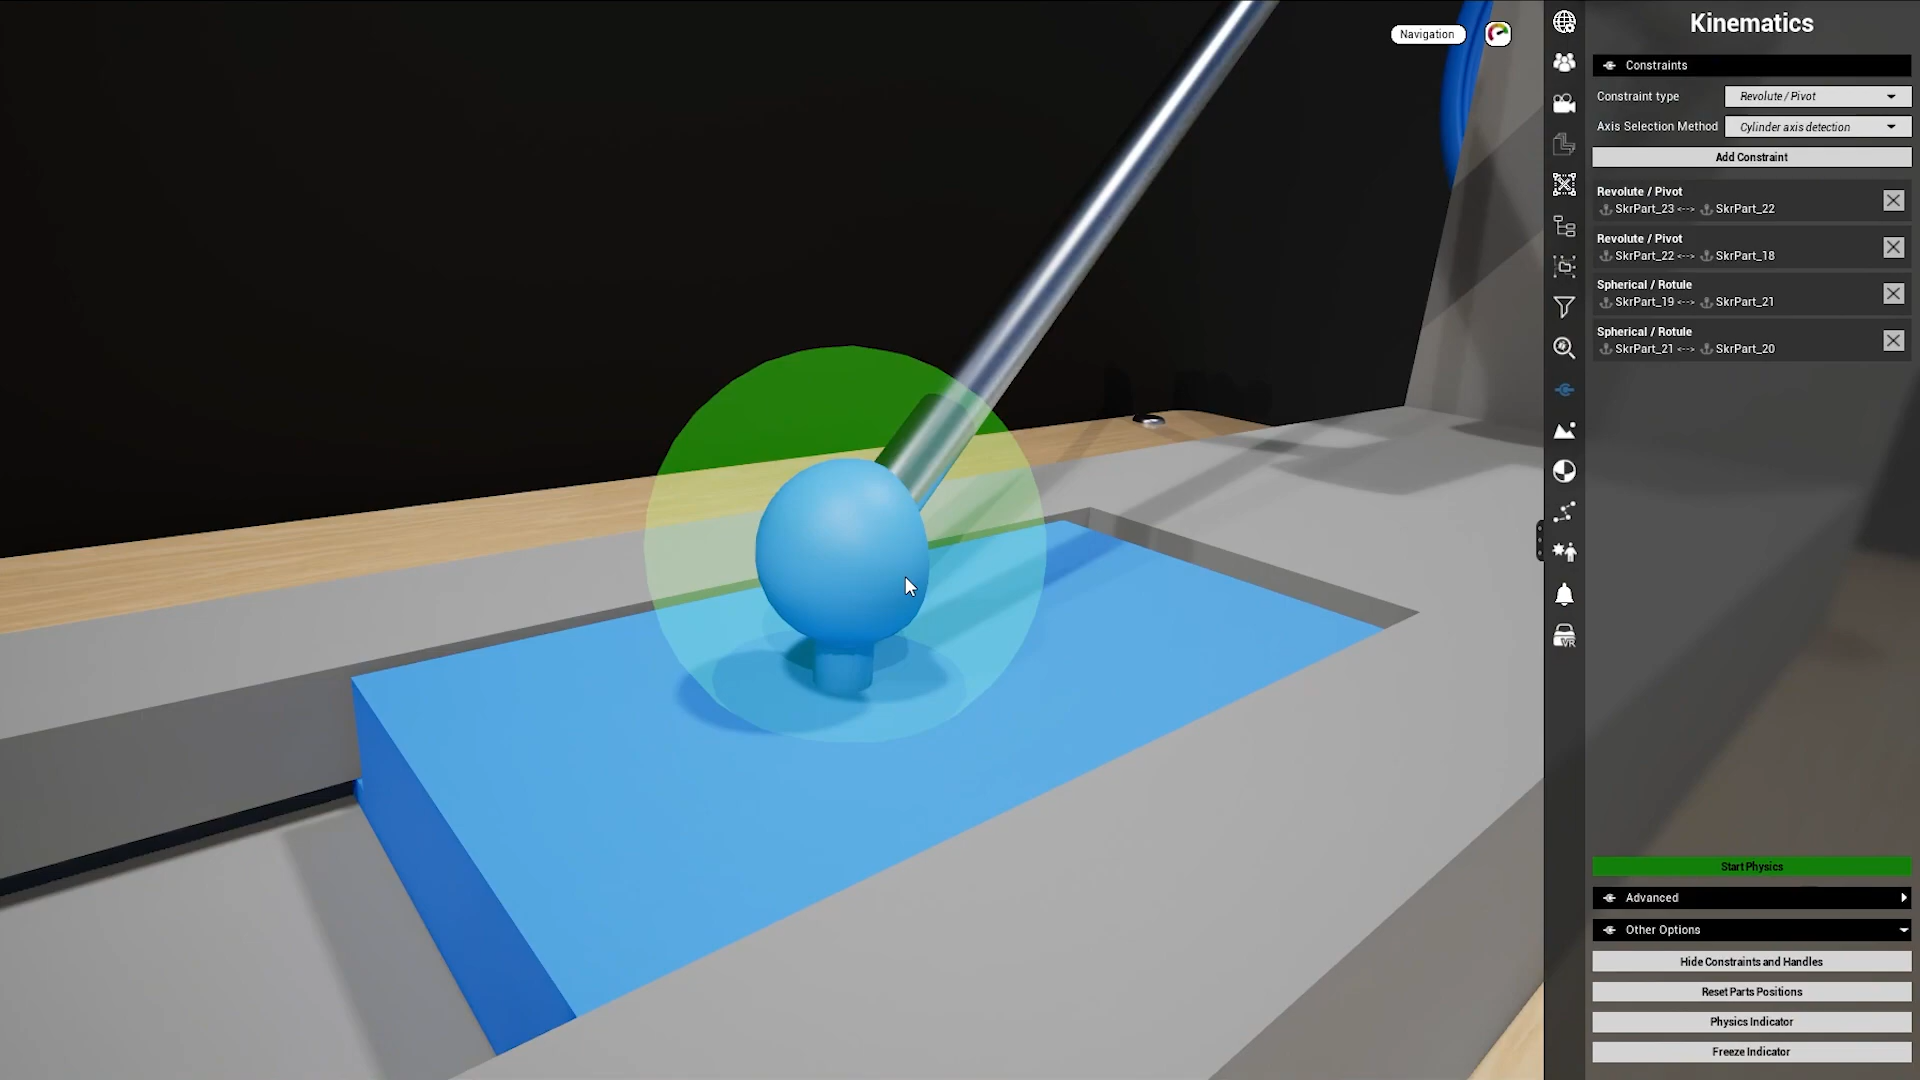 Navigation
Kinematics
Constraints
Constraint type
Revolute / Pivot
Axis Selection Method
Cylinder axis detection
Add Constraint
Revolute / Pivot
SkrPart_23 <--> SkrPart_22
Revolute / Pivot
SkrPart_22 <--> SkrPart_18
Spherical / Rotule
SkrPart_19 <--> SkrPart_21
Spherical / Rotule
SkrPart_21 <--> SkrPart_20
Start Physics
Advanced
Other Options
Hide Constraints and Handles
Reset Parts Positions
Physics Indicator
Freeze Indicator
VR